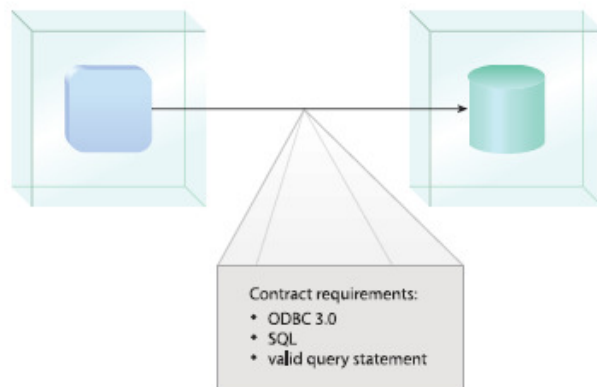 Contract requirements:
• ODBC 3.0
• SQL
• valid query statement